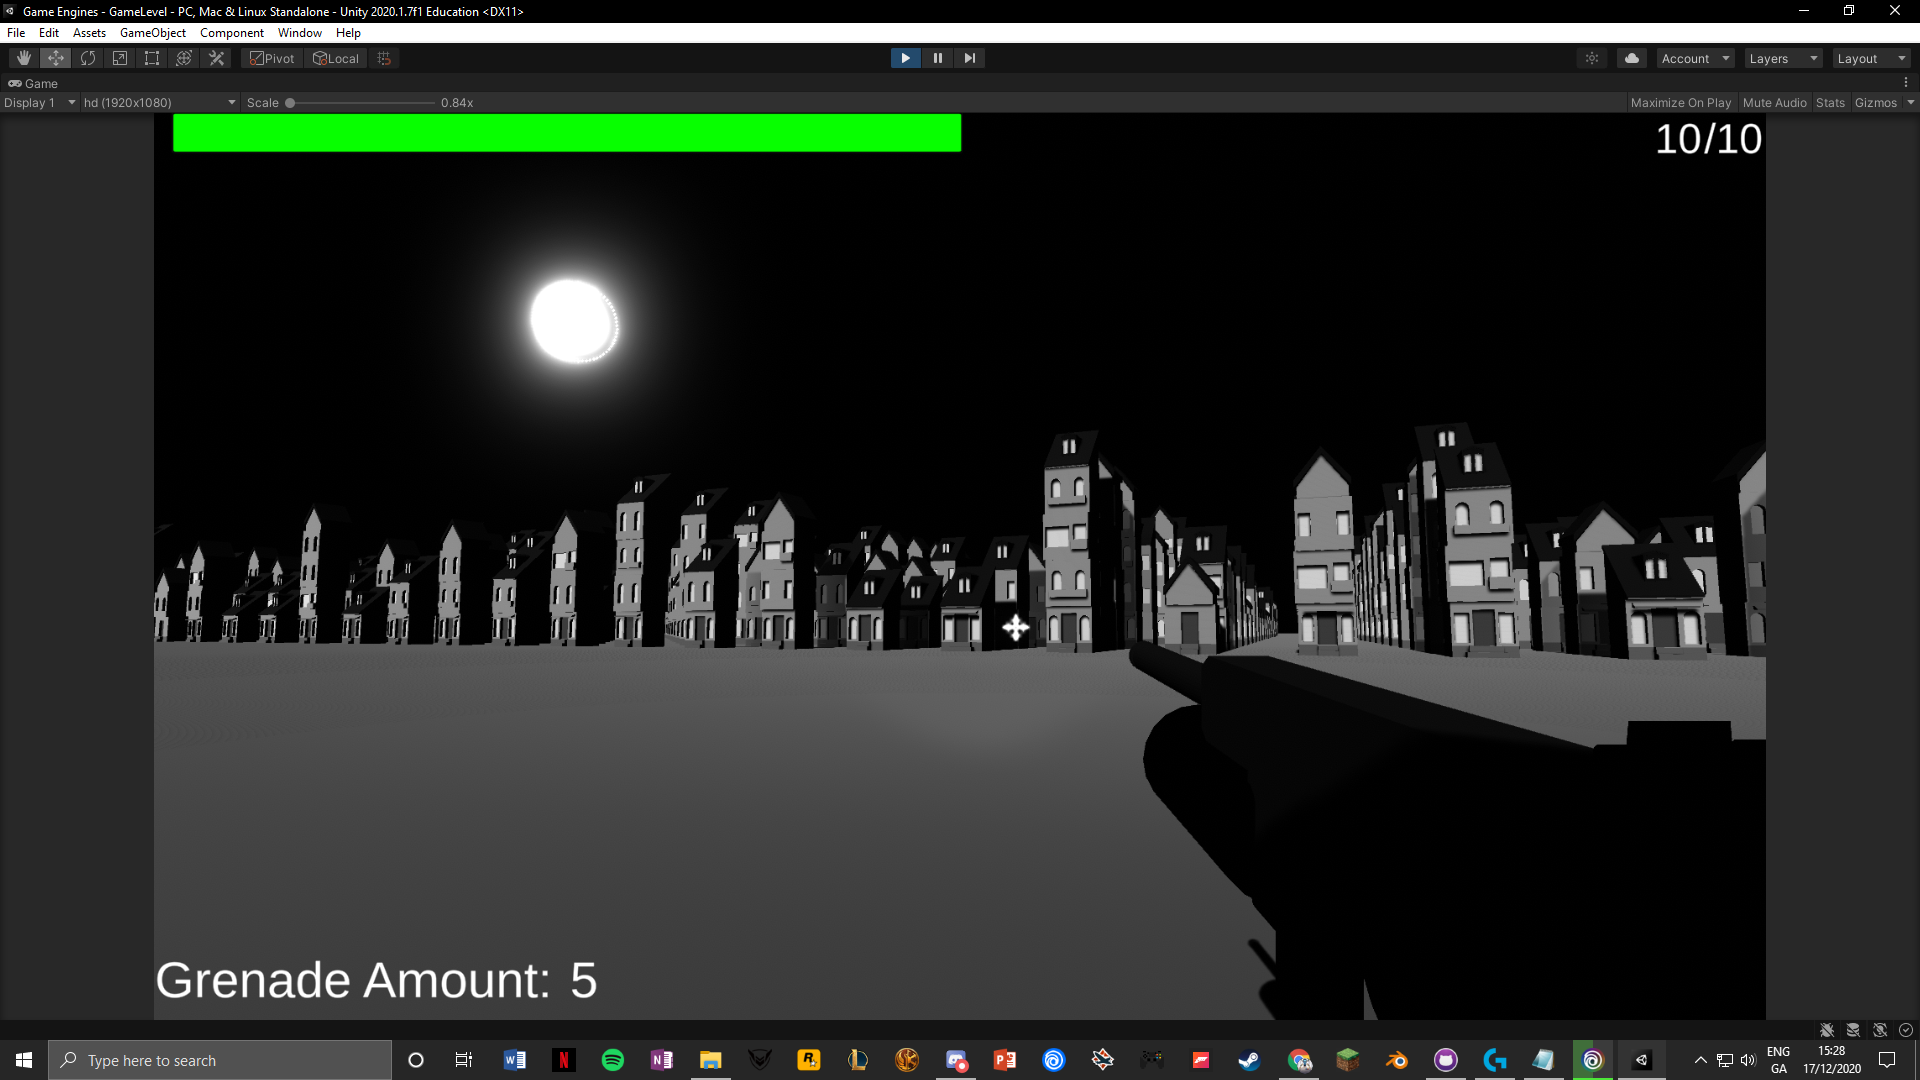 Game Engines - GameLevel - PC, Mac & Linux Standalone - Unity 2020.1.7f1 Education <DX11>
File Edit Assets GameObject Component Window Help
Pivot Local Account Layers Layout
Game
Display 1 hd (1920x1080) Scale 0.84x Maximize On Play Mute Audio Stats Gizmos
10/10
Grenade Amount: 5
Type here to search
ENG 15:28
GA 17/12/2020